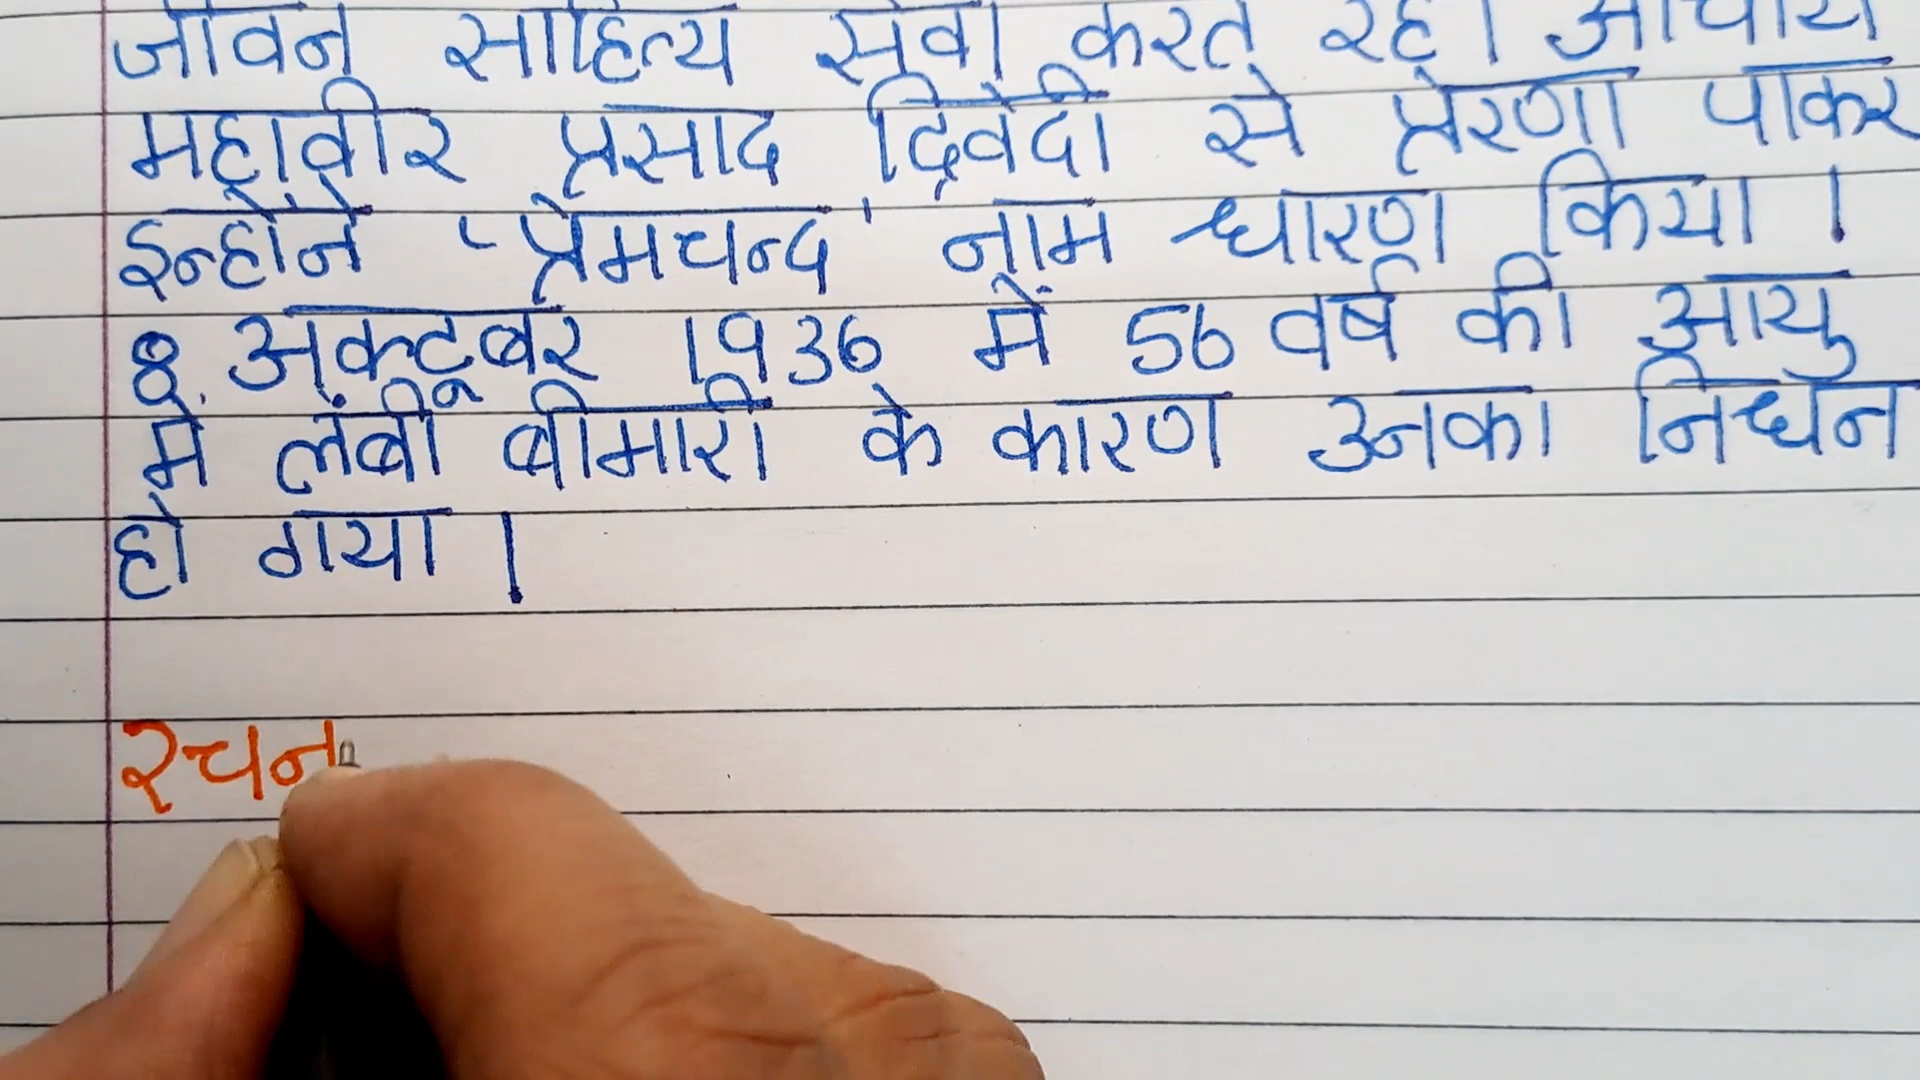 जीवन साहित्य सेवा करते रहे। आचार्य
महावीर प्रसाद द्विवेदी से प्रेरणा पाकर
इन्होंने 'प्रेमचन्द' नाम धारण किया।
8 अक्टूबर 1936 में 56 वर्ष की आयु
में लंबी बीमारी के कारण उनका निधन
हो गया।
रचन